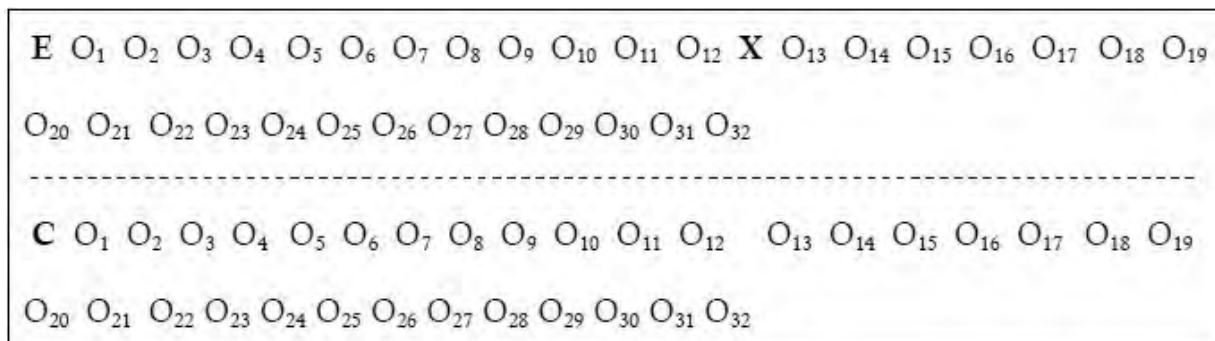 E O₁ O₂ O₃ O₄ O₅ O₆ O₇ O₈ O₉ O₁₀ O₁₁ O₁₂ X O₁₃ O₁₄ O₁₅ O₁₆ O₁₇ O₁₈ O₁₉
O₂₀ O₂₁ O₂₂ O₂₃ O₂₄ O₂₅ O₂₆ O₂₇ O₂₈ O₂₉ O₃₀ O₃₁ O₃₂
C O₁ O₂ O₃ O₄ O₅ O₆ O₇ O₈ O₉ O₁₀ O₁₁ O₁₂ O₁₃ O₁₄ O₁₅ O₁₆ O₁₇ O₁₈ O₁₉
O₂₀ O₂₁ O₂₂ O₂₃ O₂₄ O₂₅ O₂₆ O₂₇ O₂₈ O₂₉ O₃₀ O₃₁ O₃₂